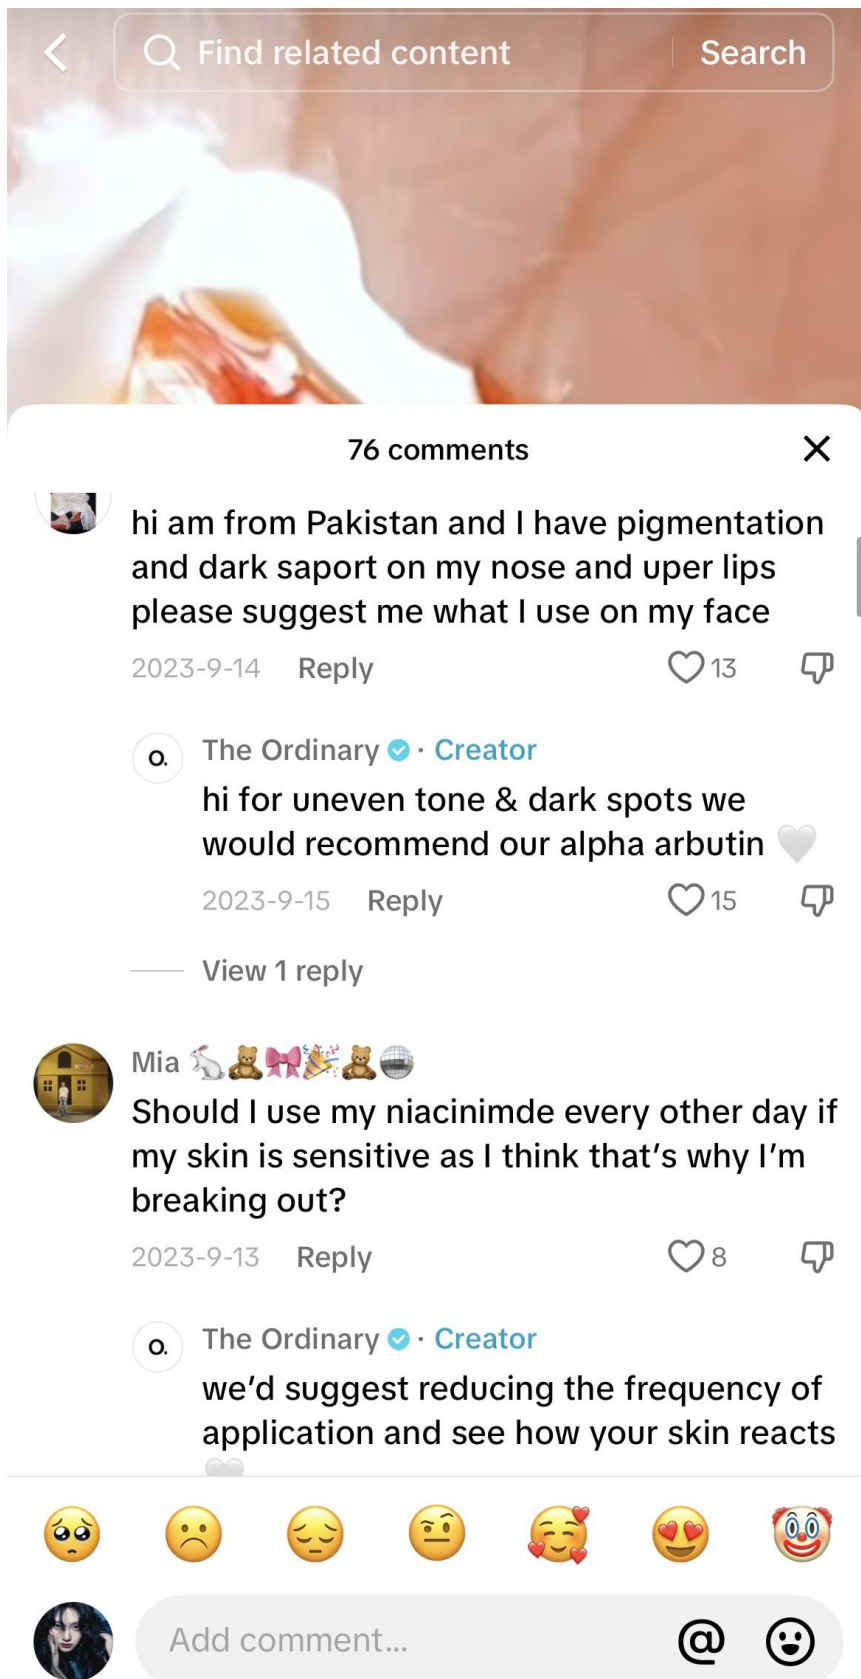 Find related content
Search
76 comments
hi am from Pakistan and I have pigmentation
and dark saport on my nose and uper lips
please suggest me what I use on my face
2023-9-14 Reply 13
O. The Ordinary · Creator
hi for uneven tone & dark spots we
would recommend our alpha arbutin 🤍
2023-9-15 Reply 15
View 1 reply
Mia 🐇🧸🎀🎉🧸🪩
Should I use my niacinimde every other day if
my skin is sensitive as I think that's why I'm
breaking out?
2023-9-13 Reply 8
O. The Ordinary · Creator
we'd suggest reducing the frequency of
application and see how your skin reacts
🤍
🥺 🙁 😔 🤨 🥰 😍 🤡
Add comment... @